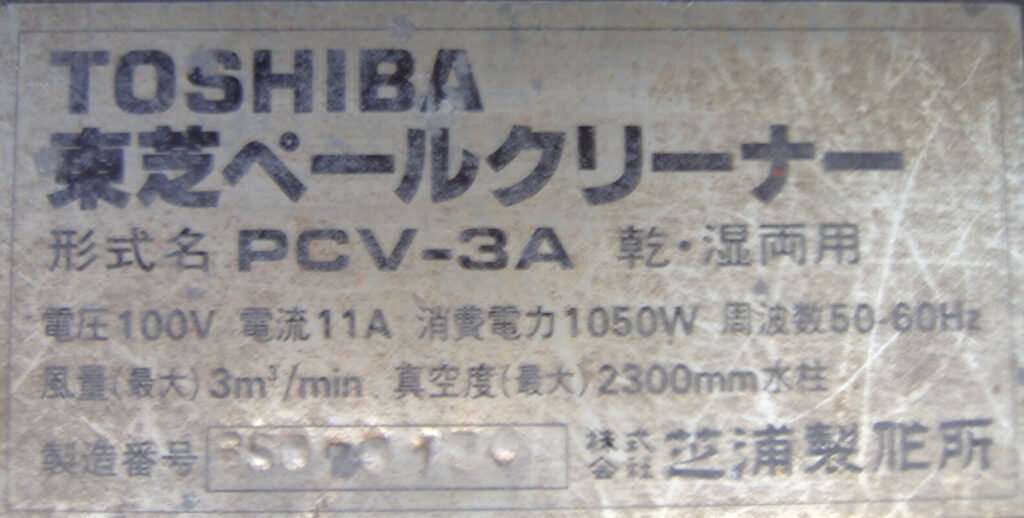 TOSHIBA
東芝ペールクリーナー
形式名 PCV-3A 乾・湿両用
電圧100V 電流11A 消費電力1050W 周波数50-60Hz
風量(最大)3m³/min 真空度(最大)2300mm水柱
製造番号 株式会社 芝浦製作所